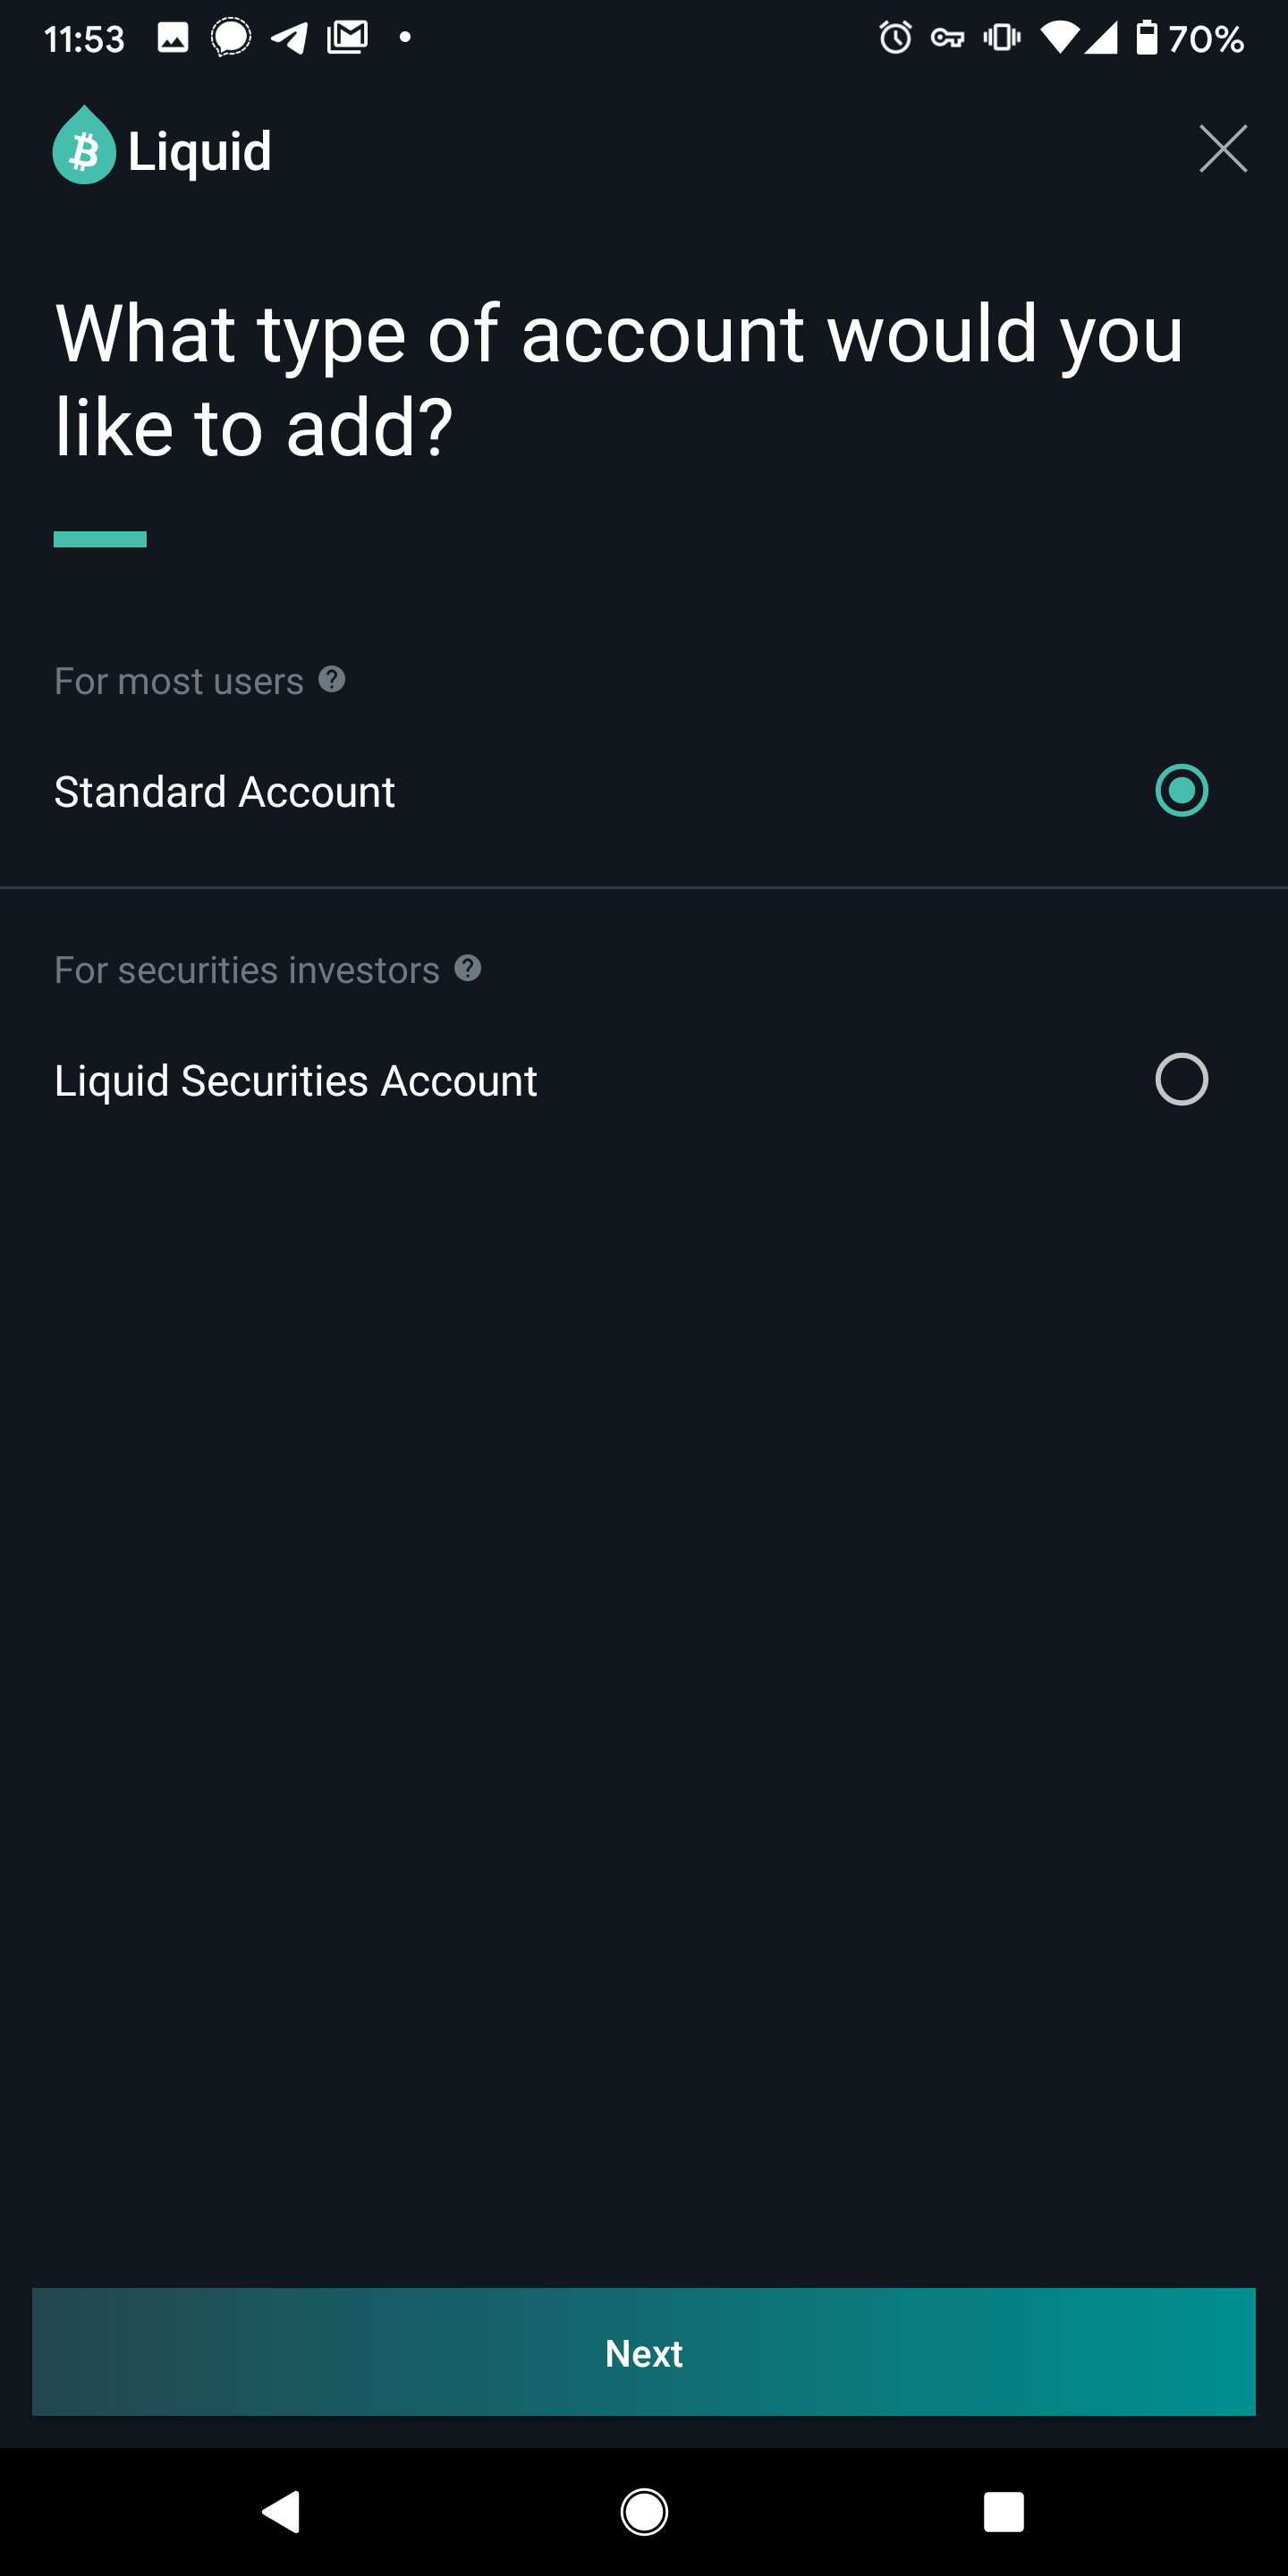 11:53
70%
Liquid
What type of account would you
like to add?
For most users
Standard Account
For securities investors
Liquid Securities Account
Next